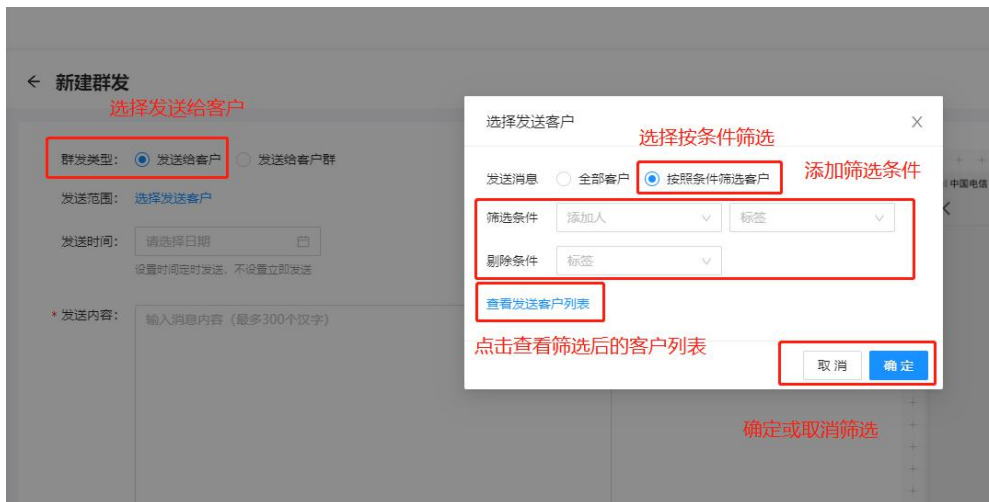 ← 新建群发
选择发送给客户
群发类型: 发送给客户 发送给客户群
发送范围: 选择发送客户
发送时间: 请选择日期
设置时间定时发送,不设置立即发送
* 发送内容: 输入消息内容(最多300个汉字)
选择发送客户
选择按条件筛选
发送消息 全部客户 按照条件筛选客户
添加筛选条件
筛选条件 添加人 标签
剔除条件 标签
查看发送客户列表
点击查看筛选后的客户列表
取消 确定
确定或取消筛选
中国电信